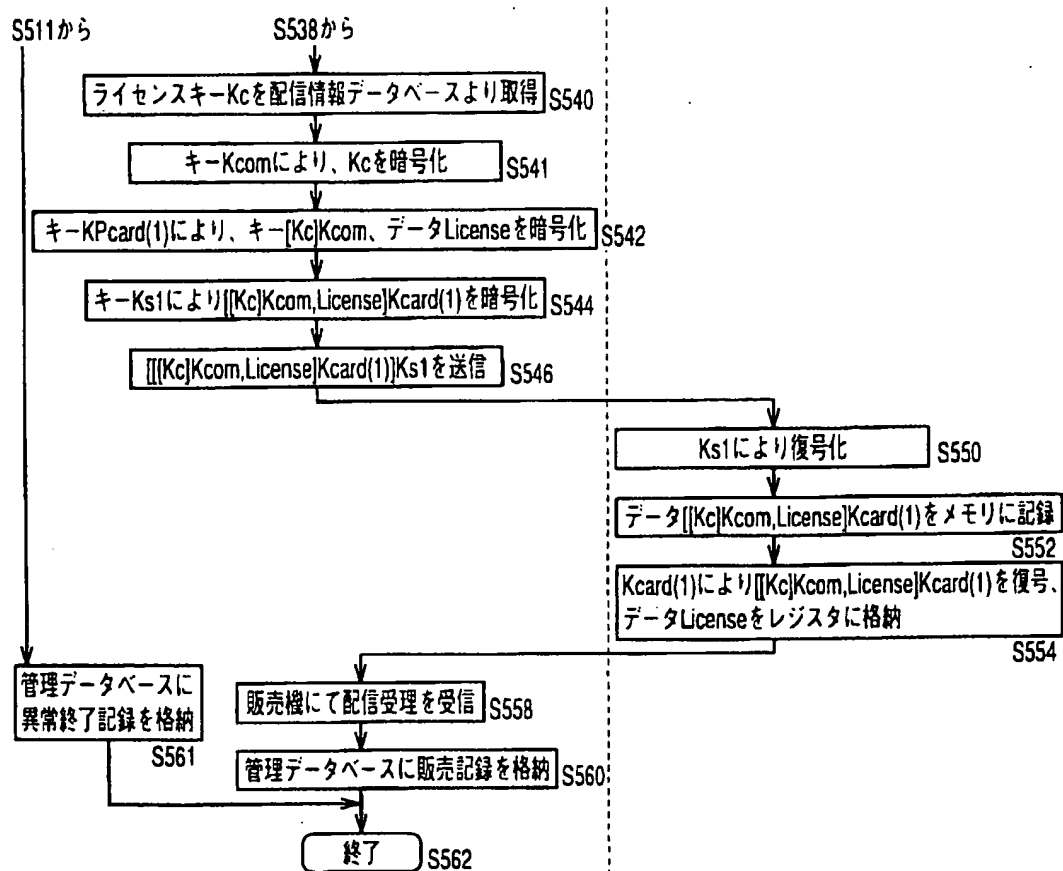 S511から
S538から
ライセンスキーKcを配信情報データベースより取得
S540
キーKcomにより、Kcを暗号化
S541
キーKPcard(1)により、キー[Kc]Kcom、データLicenseを暗号化
S542
キーKs1により[[Kc]Kcom,License]Kcard(1)を暗号化
S544
[[[Kc]Kcom,License]Kcard(1)]Ks1を送信
S546
Ks1により復号化
S550
データ[[Kc]Kcom,License]Kcard(1)をメモリに記録
S552
Kcard(1)により[[Kc]Kcom,License]Kcard(1)を復号、
データLicenseをレジスタに格納
S554
管理データベースに
異常終了記録を格納
S561
販売機にて配信受理を受信
S558
管理データベースに販売記録を格納
S560
終了
S562